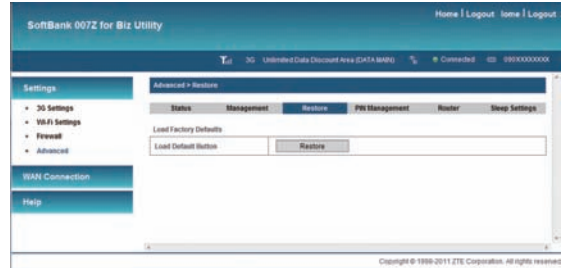 Home | Logout lome | Logout
SoftBank 007Z for Biz Utility
3G Unlimited Data Discount Area (DATA MAIN) Connected 090XXXXXXXX
Settings
• 3G Settings
• Wi-Fi Settings
• Firewall
• Advanced
WAN Connection
Help
Advanced > Restore
Status Management Restore PIN Management Router Sleep Settings
Load Factory Defaults
Load Default Button Restore
Copyright © 1998-2011 ZTE Corporation. All rights reserved